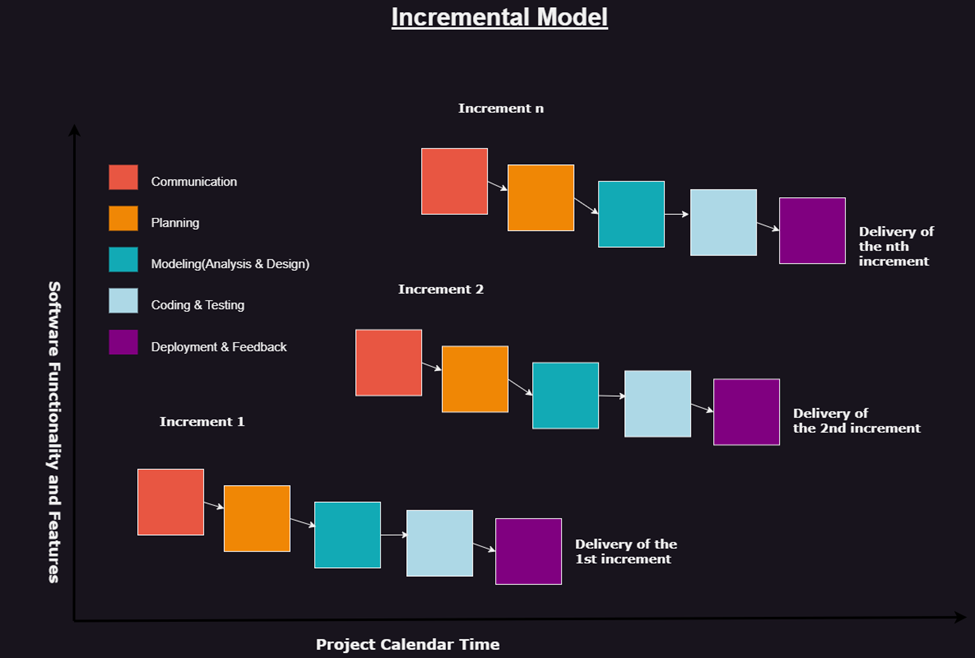 Incremental Model
Increment n
Communication
Planning
Modeling(Analysis & Design)
Coding & Testing
Deployment & Feedback
Delivery of
the nth
increment
Increment 2
Delivery of
the 2nd increment
Increment 1
Delivery of the
1st increment
Software Functionality and Features
Project Calendar Time